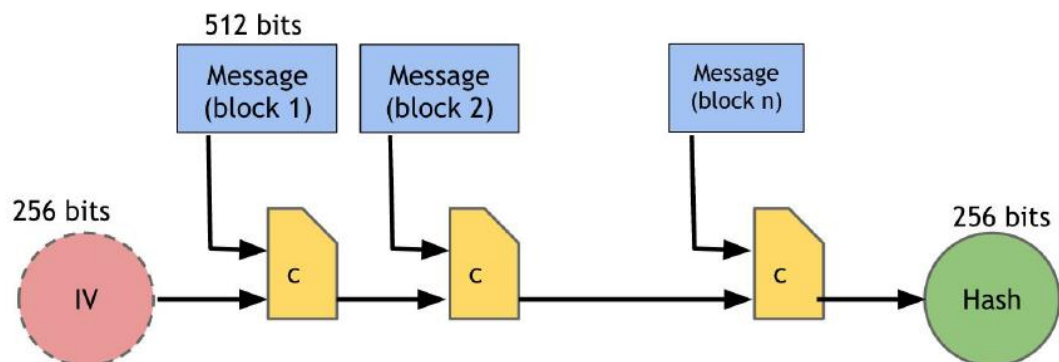 512 bits
Message
(block 1)
Message
(block 2)
Message
(block n)
256 bits
IV
C
C
C
256 bits
Hash